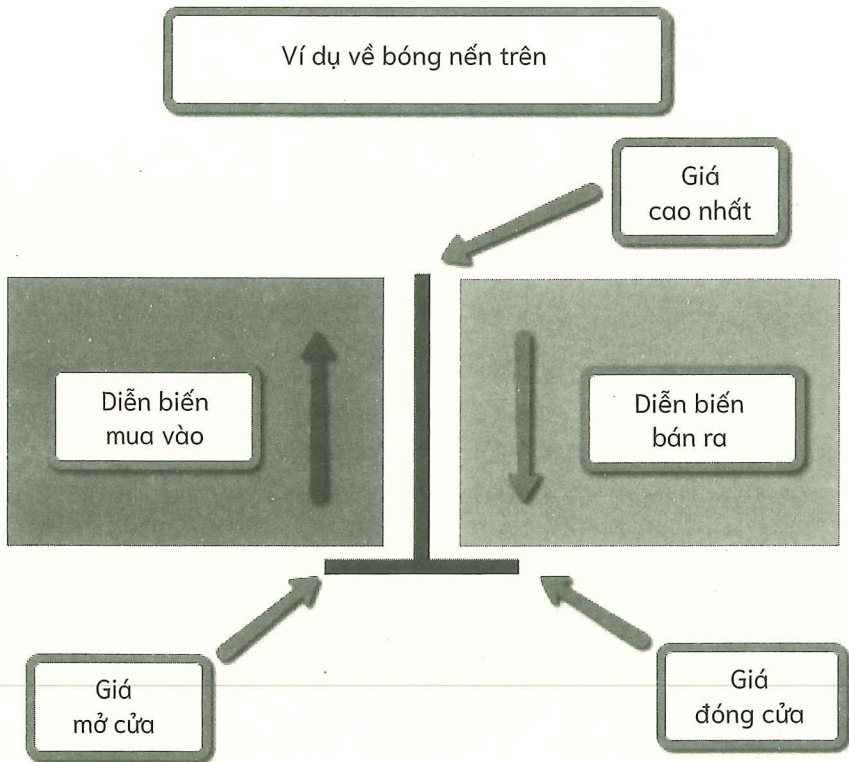 Ví dụ về bóng nến trên
Giá
cao nhất
Diễn biến
mua vào
Diễn biến
bán ra
Giá
mở cửa
Giá
đóng cửa